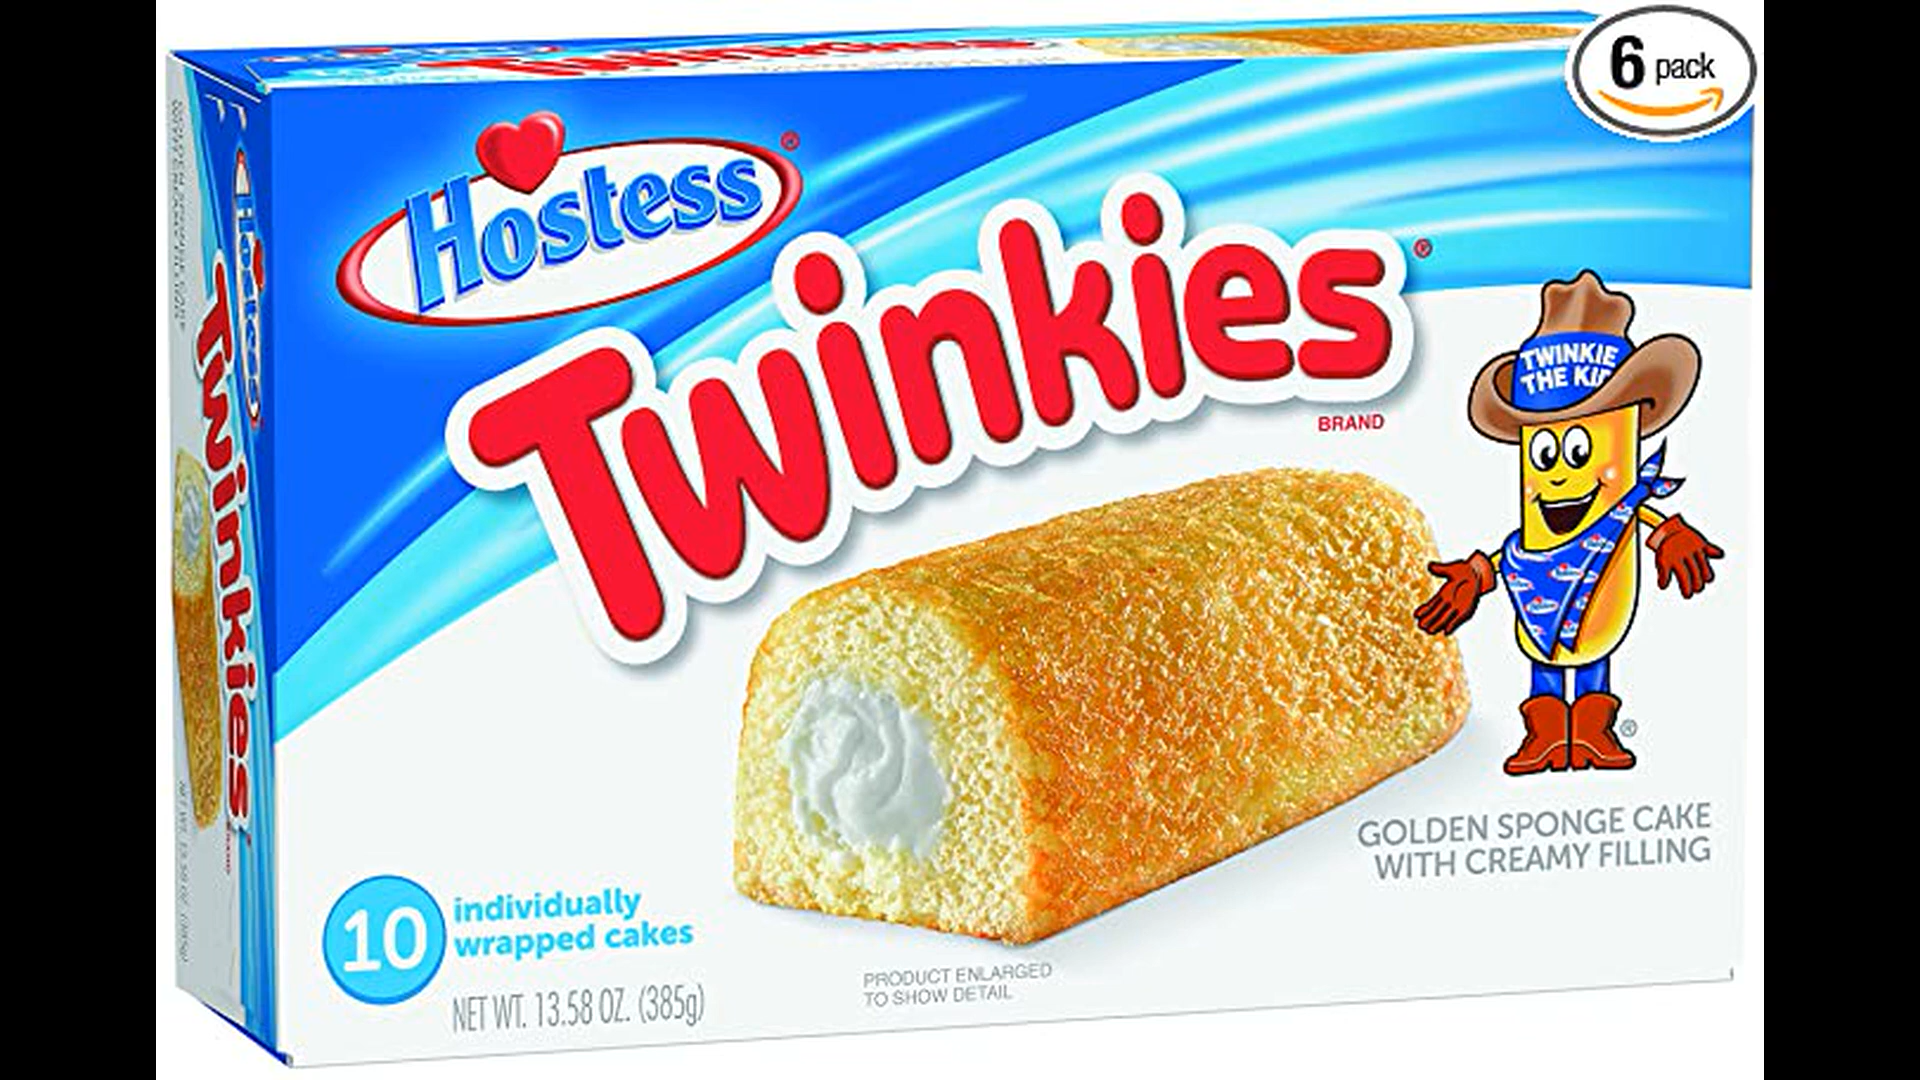 6 pack
Hostess®
Twinkies®
BRAND
TWINKIE
THE KID
GOLDEN SPONGE CAKE
WITH CREAMY FILLING
10
individually
wrapped cakes
NET WT. 13.58 OZ. (385g)
PRODUCT ENLARGED
TO SHOW DETAIL
®
Hostess
Twinkies
Twinkies